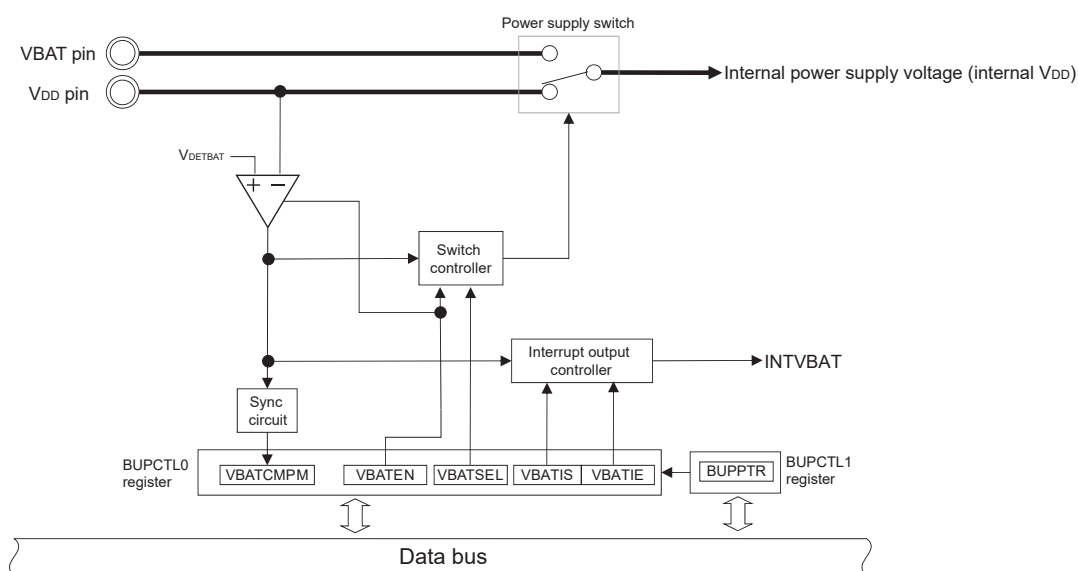 Power supply switch
VBAT pin
VDD pin
Internal power supply voltage (internal VDD)
VDETBAT
+ −
Switch
controller
Interrupt output
controller
INTVBAT
Sync
circuit
BUPCTL0
register
VBATCMPM VBATEN VBATSEL VBATIS VBATIE
BUPPTR
BUPCTL1
register
Data bus